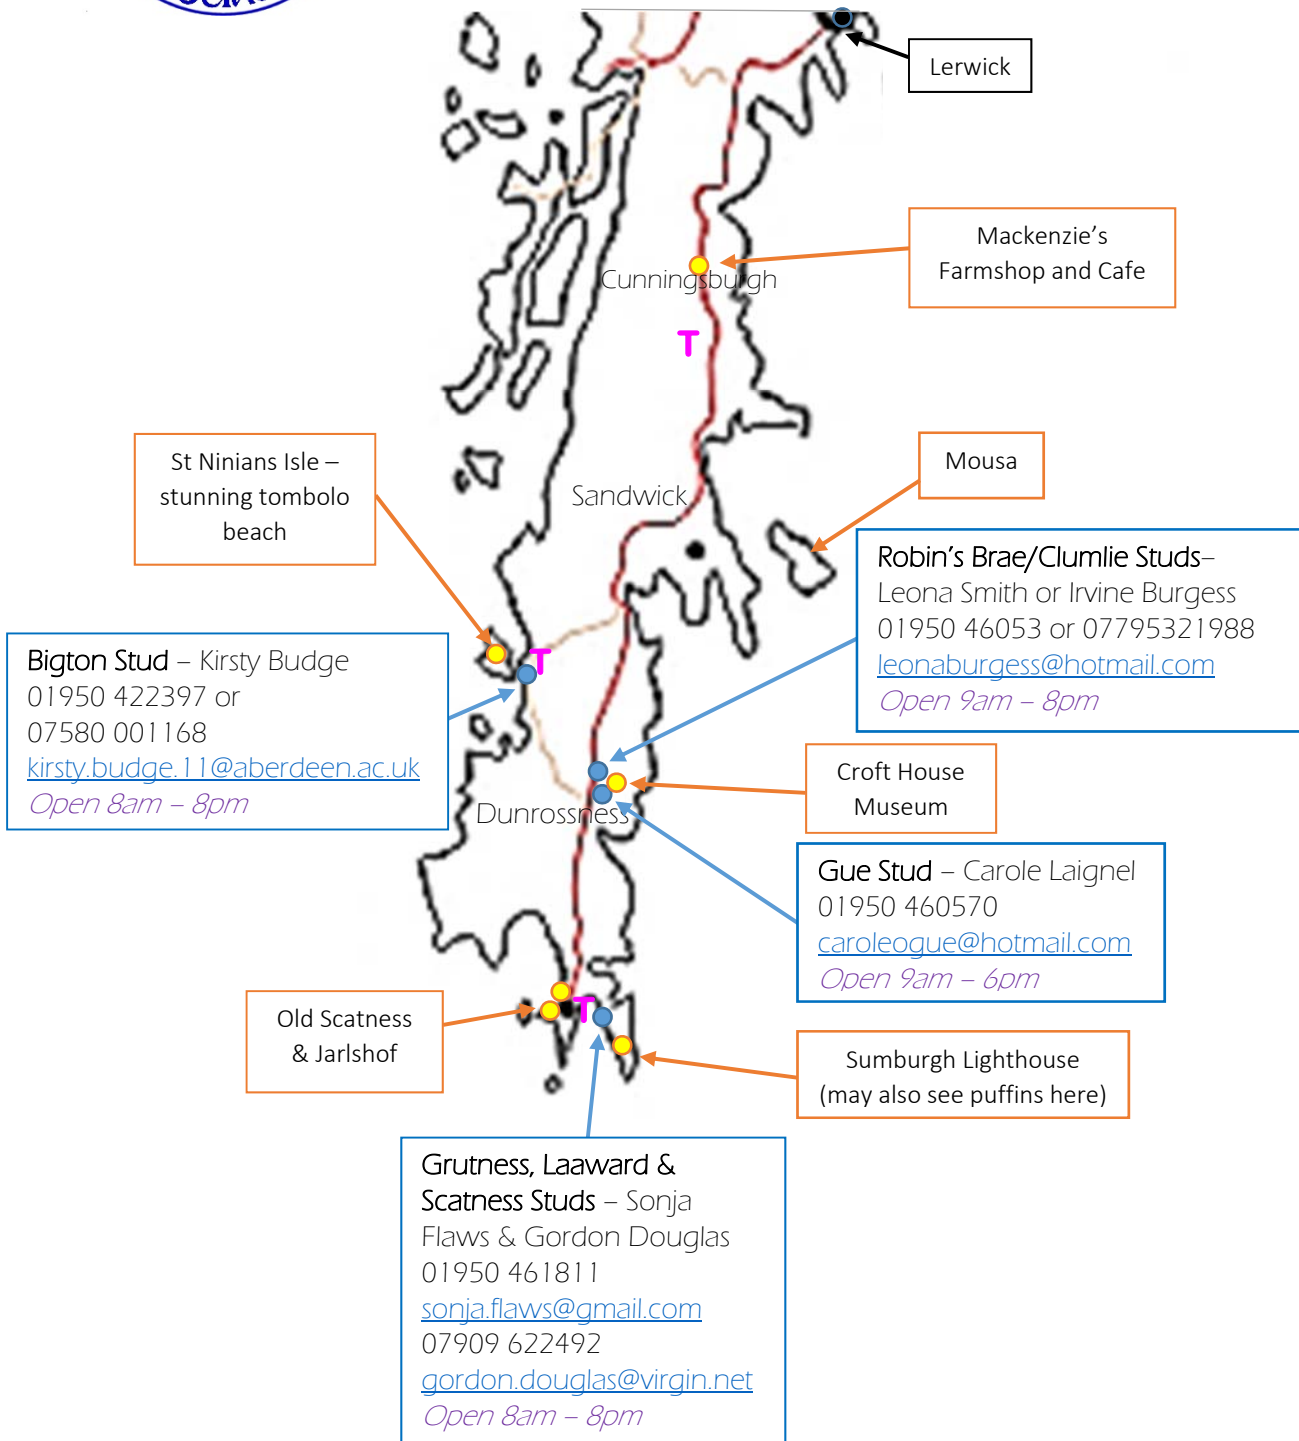 Lerwick
Mackenzie's
Farmshop and Cafe
Cunningsburgh
T
St Ninians Isle –
stunning tombolo
beach
Mousa
Sandwick
Robin's Brae/Clumlie Studs–
Leona Smith or Irvine Burgess
01950 46053 or 07795321988
leonaburgess@hotmail.com
Open 9am – 8pm
T
Bigton Stud – Kirsty Budge
01950 422397 or
07580 001168
kirsty.budge.11@aberdeen.ac.uk
Open 8am – 8pm
Croft House
Museum
Dunrossness
Gue Stud – Carole Laignel
01950 460570
caroleogue@hotmail.com
Open 9am – 6pm
Old Scatness
& Jarlshof
T
Sumburgh Lighthouse
(may also see puffins here)
Grutness, Laaward &
Scatness Studs – Sonja
Flaws & Gordon Douglas
01950 461811
sonja.flaws@gmail.com
07909 622492
gordon.douglas@virgin.net
Open 8am – 8pm